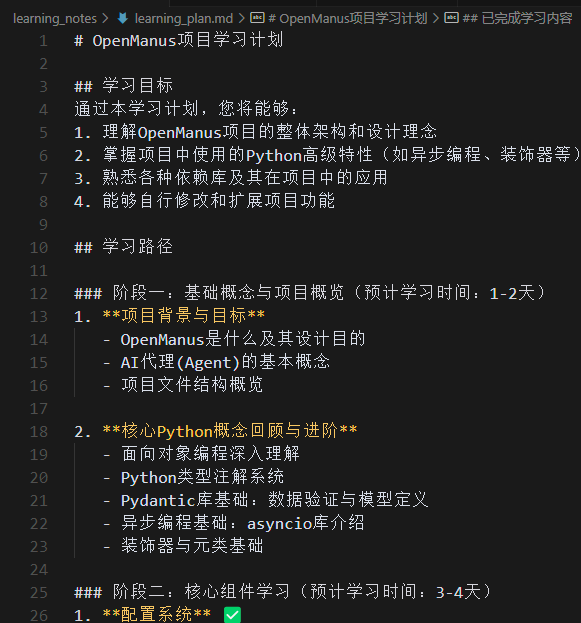 learning_notes > learning_plan.md > # OpenManus项目学习计划 > ## 已完成学习内容
1 # OpenManus项目学习计划
2
3 ## 学习目标
4 通过本学习计划，您将能够：
5 1. 理解OpenManus项目的整体架构和设计理念
6 2. 掌握项目中使用的Python高级特性（如异步编程、装饰器等）
7 3. 熟悉各种依赖库及其在项目中的应用
8 4. 能够自行修改和扩展项目功能
9
10 ## 学习路径
11
12 ### 阶段一：基础概念与项目概览（预计学习时间：1-2天）
13 1. **项目背景与目标**
14 - OpenManus是什么及其设计目的
15 - AI代理(Agent)的基本概念
16 - 项目文件结构概览
17
18 2. **核心Python概念回顾与进阶**
19 - 面向对象编程深入理解
20 - Python类型注解系统
21 - Pydantic库基础：数据验证与模型定义
22 - 异步编程基础：asyncio库介绍
23 - 装饰器与元类基础
24
25 ### 阶段二：核心组件学习（预计学习时间：3-4天）
26 1. **配置系统** ✅